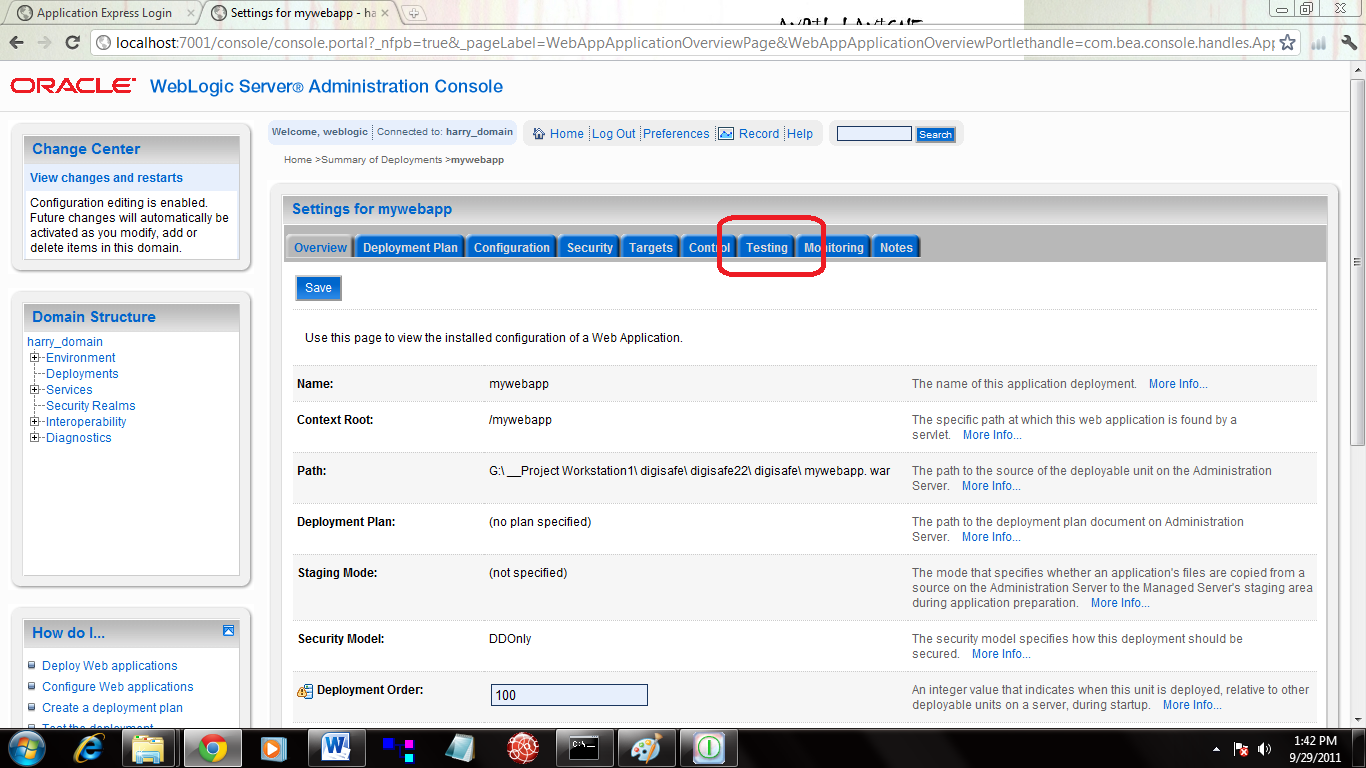 Application Express Login
Settings for mywebapp - ha
localhost:7001/console/console.portal?_nfpb=true&_pageLabel=WebAppApplicationOverviewPage&WebAppApplicationOverviewPortlethandle=com.bea.console.handles.App
ORACLE WebLogic Server® Administration Console
Change Center
View changes and restarts
Configuration editing is enabled.
Future changes will automatically be
activated as you modify, add or
delete items in this domain.
Domain Structure
harry_domain
Environment
Deployments
Services
Security Realms
Interoperability
Diagnostics
How do I...
Deploy Web applications
Configure Web applications
Create a deployment plan
Test the deployment
Welcome, weblogic Connected to: harry_domain
Home Log Out Preferences Record Help
Search
Home >Summary of Deployments >mywebapp
Settings for mywebapp
Overview Deployment Plan Configuration Security Targets Control Testing Monitoring Notes
Save
Use this page to view the installed configuration of a Web Application.
Name: mywebapp The name of this application deployment. More Info...
Context Root: /mywebapp The specific path at which this web application is found by a
servlet. More Info...
Path: G:\ __Project Workstation1\ digisafe\ digisafe22\ digisafe\ mywebapp. war The path to the source of the deployable unit on the Administration
Server. More Info...
Deployment Plan: (no plan specified) The path to the deployment plan document on Administration
Server. More Info...
Staging Mode: (not specified) The mode that specifies whether an application's files are copied from a
source on the Administration Server to the Managed Server's staging area
during application preparation. More Info...
Security Model: DDOnly The security model specifies how this deployment should be
secured. More Info...
Deployment Order: 100 An integer value that indicates when this unit is deployed, relative to other
deployable units on a server, during startup. More Info...
1:42 PM
9/29/2011